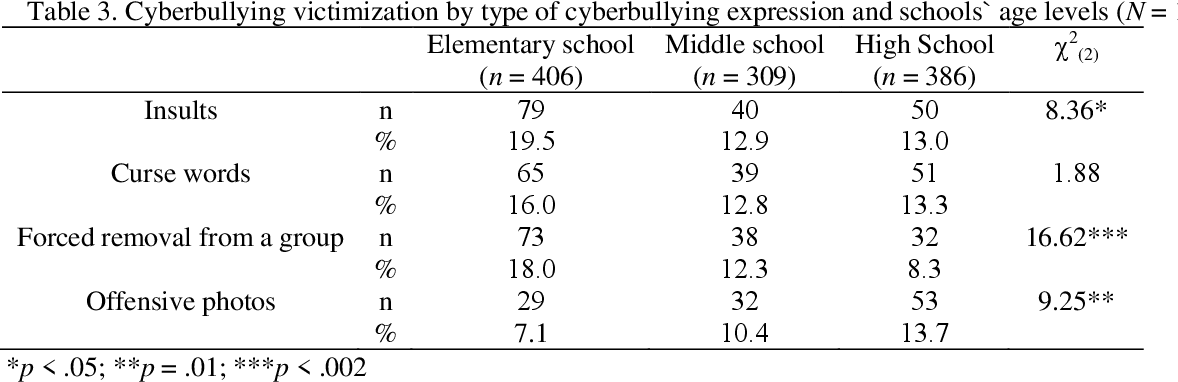 Table 3. Cyberbullying victimization by type of cyberbullying expression and schools` age levels (N =
Elementary school Middle school High School χ2(2)
(n = 406) (n = 309) (n = 386)
Insults n 79 40 50 8.36*
% 19.5 12.9 13.0
Curse words n 65 39 51 1.88
% 16.0 12.8 13.3
Forced removal from a group n 73 38 32 16.62***
% 18.0 12.3 8.3
Offensive photos n 29 32 53 9.25**
% 7.1 10.4 13.7
*p < .05; **p = .01; ***p < .002